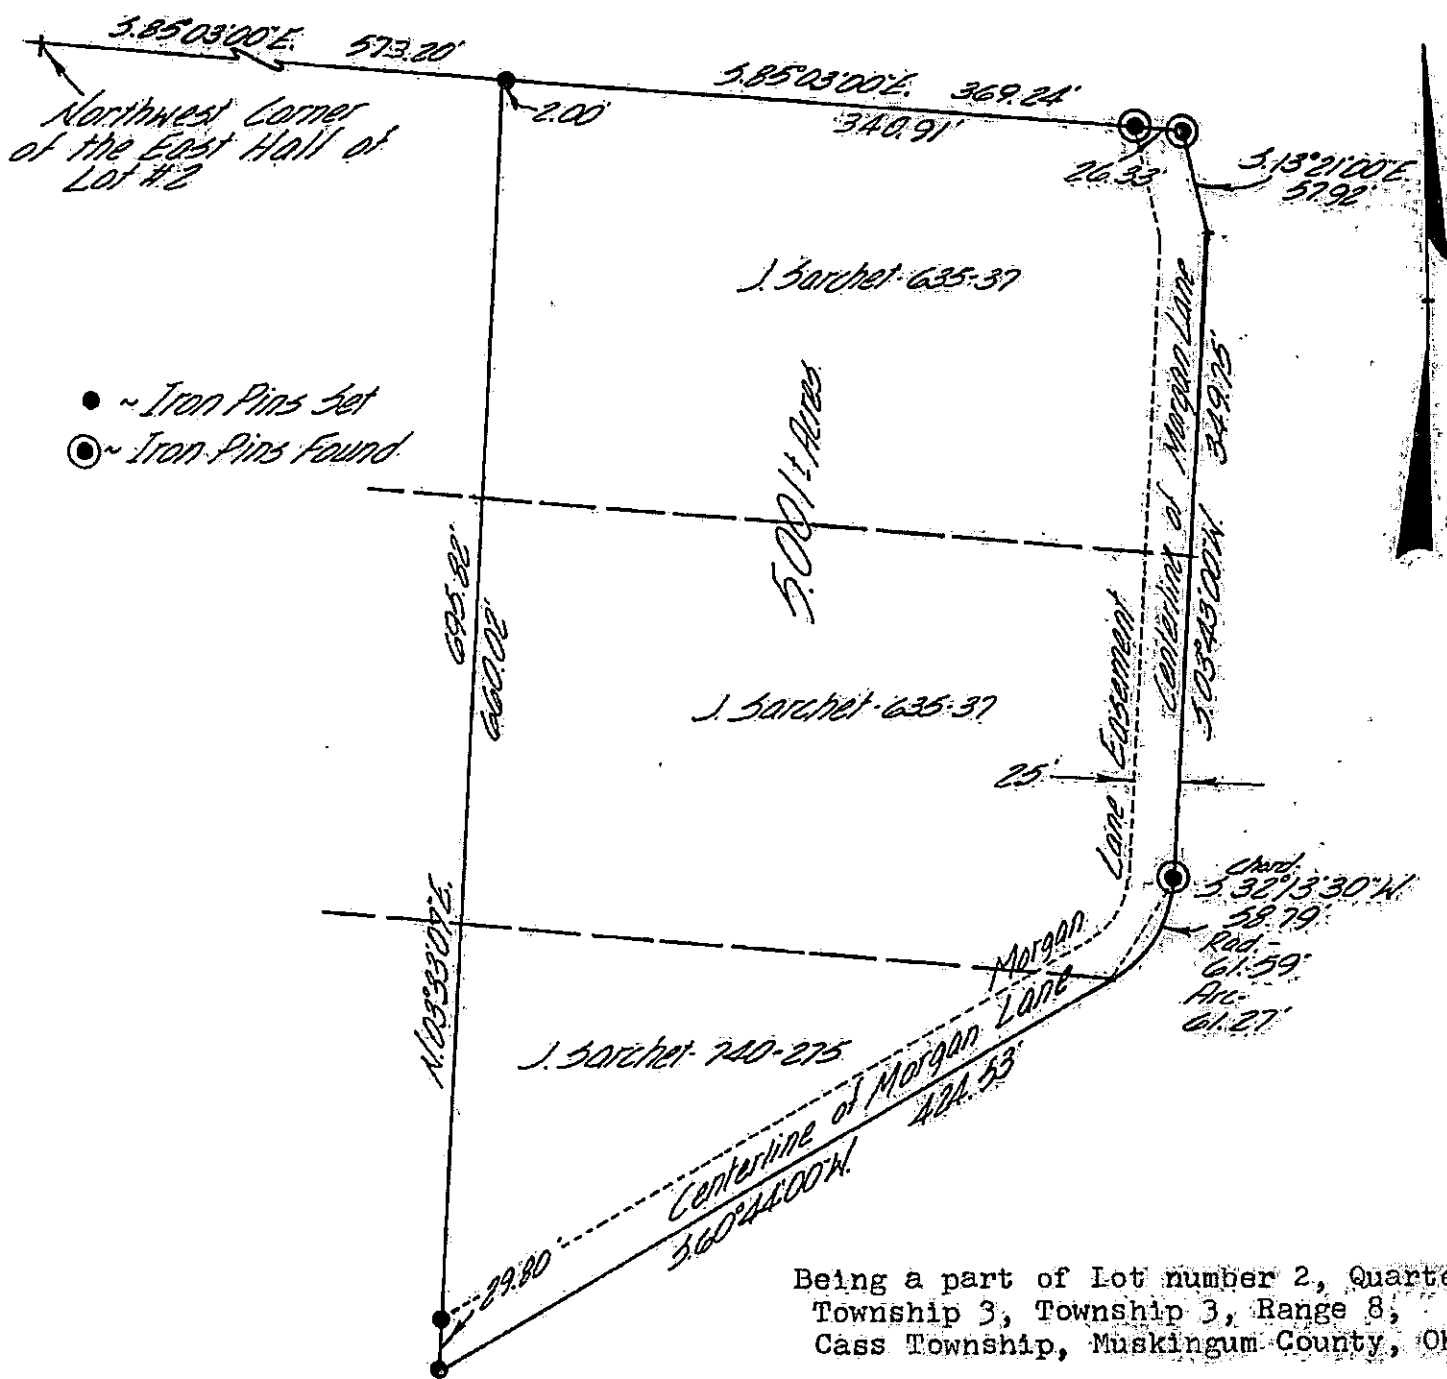 S.85°03'00"E. 573.20'
Northwest Corner
of the East Half of
Lot #2
2.00'
S.85°03'00"E. 369.24'
340.91'
26.33'
S.13°21'00"E.
57.92'
J. Sarchet-635-37
● ~ Iron Pins Set
◉ ~ Iron Pins Found
5.001± Acres
Centerline of Morgan Lane
349.75'
S.03°43'00"W.
695.82'
660.02'
N.03°33'09"E.
J. Sarchet-635-37
Lane Easement
25'
Chord-
S.32°13'30"W.
58.79'
Rad.-
61.59'
Arc-
61.27'
Morgan
J. Sarchet-740-275
Centerline of Morgan Lane
424.53'
S.60°44'00"W.
29.80'
Being a part of Lot number 2, Quarte
Township 3, Township 3, Range 8,
Cass Township, Muskingum County, Oh